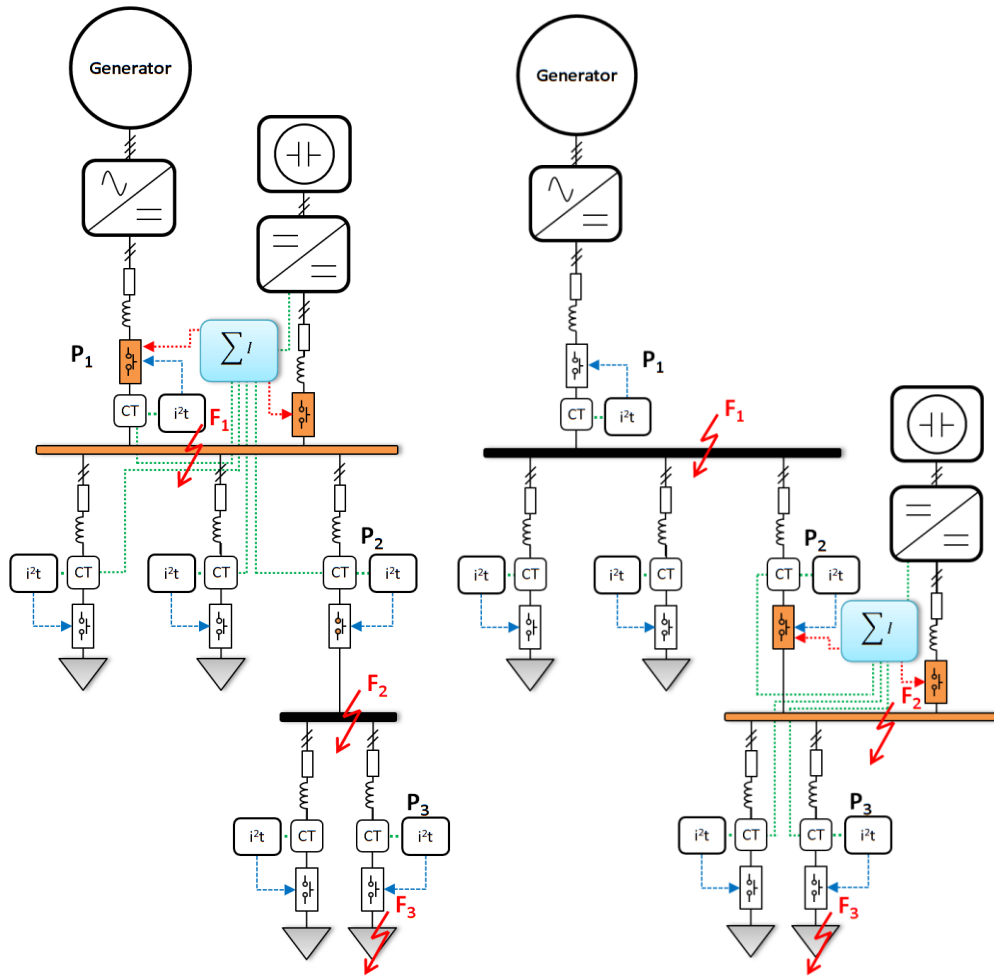 Generator
Generator
P₁
∑ I
CT
i²t
F₁
P₁
CT
i²t
F₁
i²t
CT
i²t
CT
P₂
CT
i²t
i²t
CT
i²t
CT
P₂
CT
i²t
∑ I
F₂
F₂
i²t
CT
P₃
CT
i²t
i²t
CT
P₃
CT
i²t
F₃
F₃